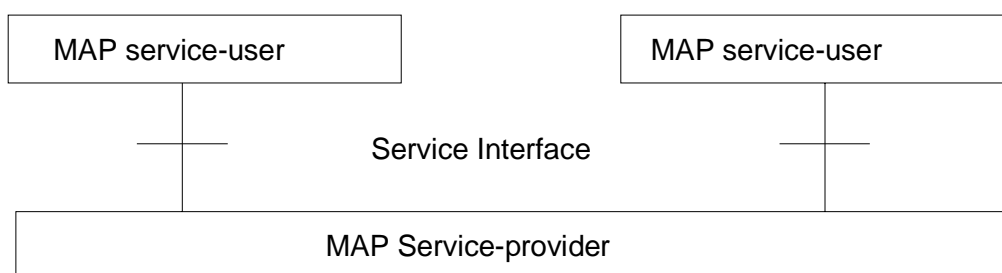 MAP service-user
MAP service-user
Service Interface
MAP Service-provider